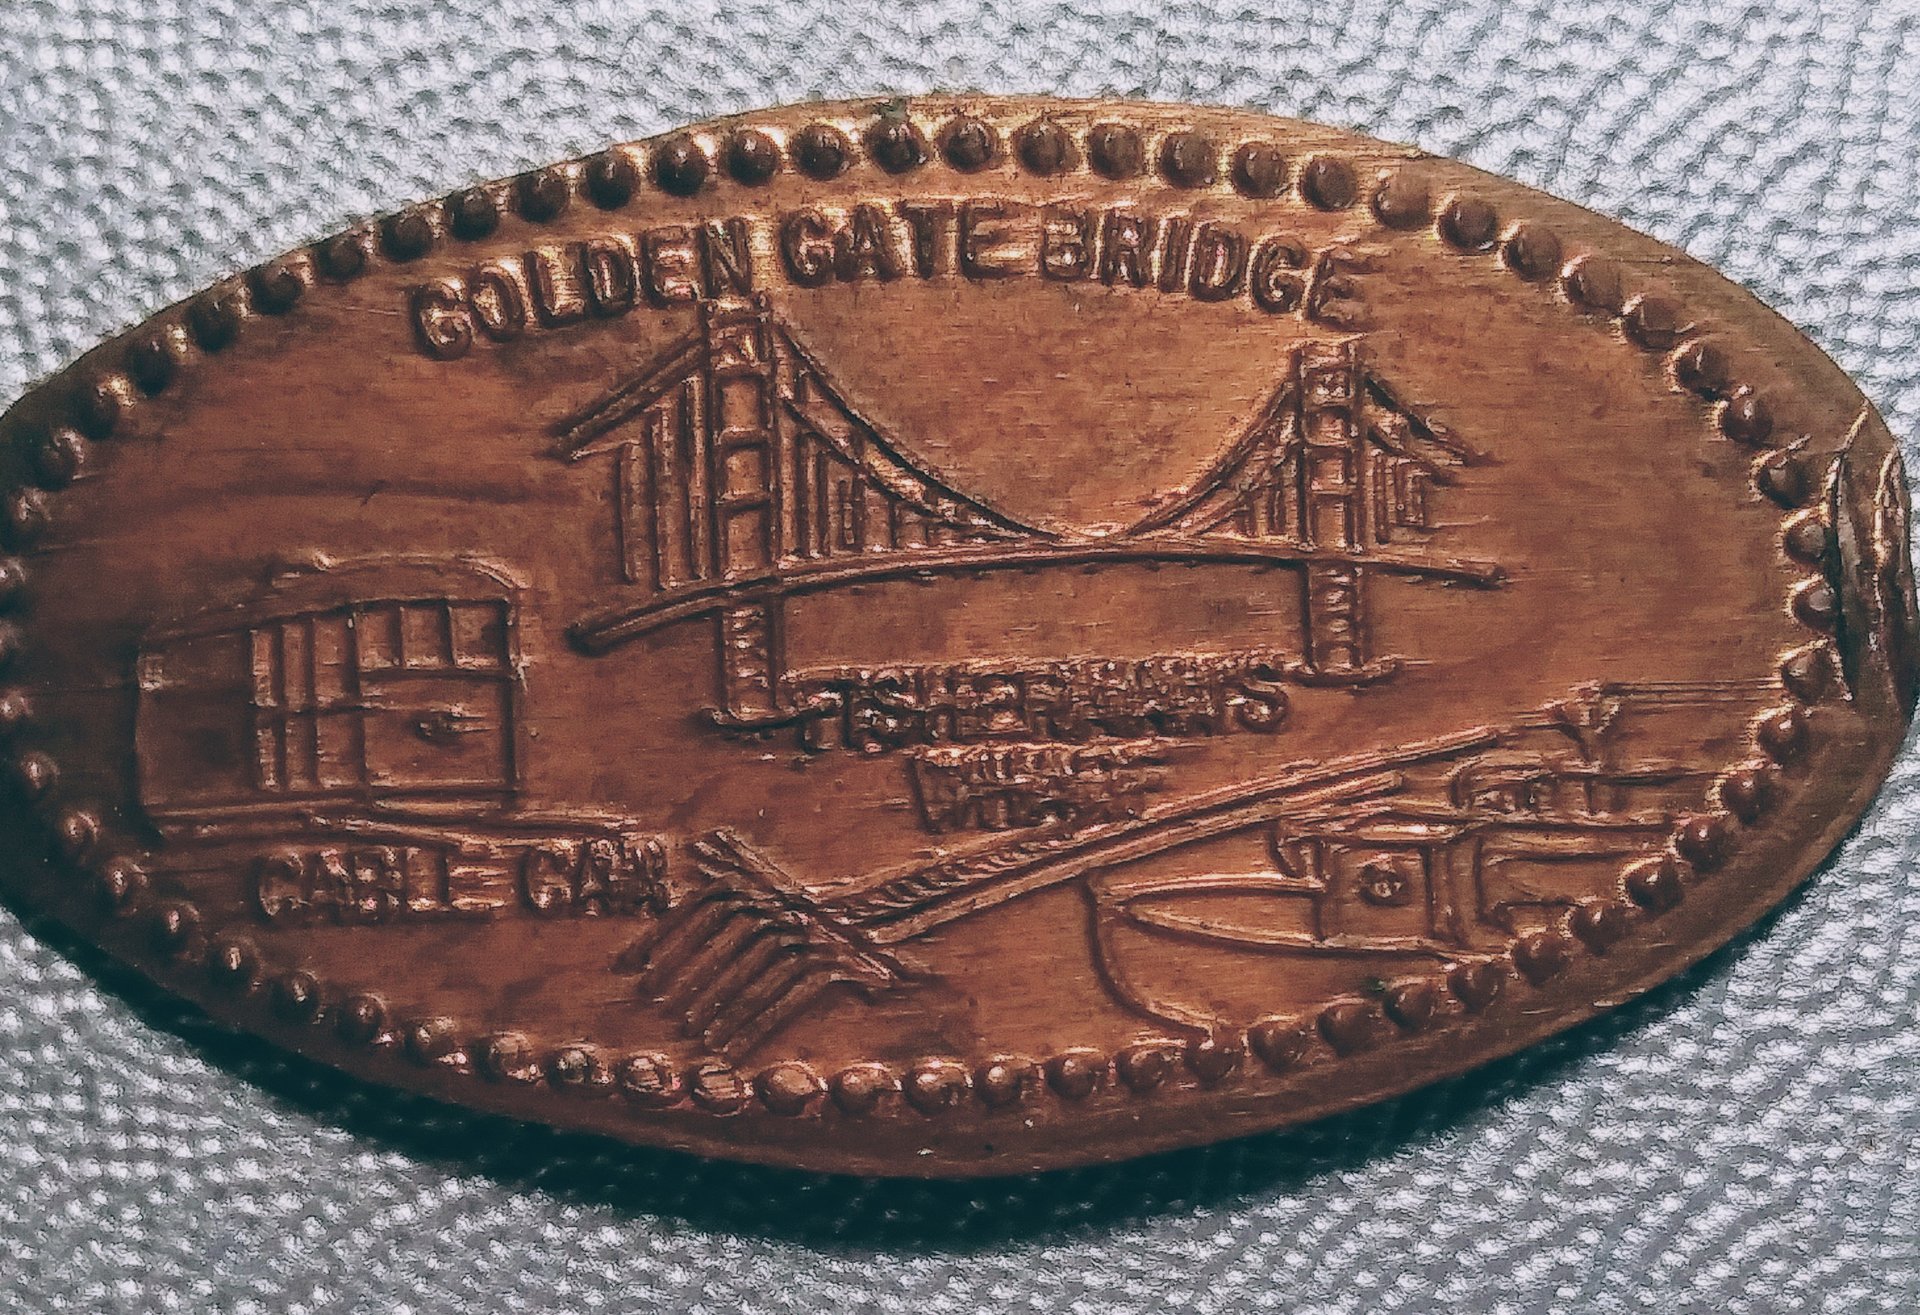 GOLDEN GATE BRIDGE
FISHERMAN'S
WHARF
CABLE CAR